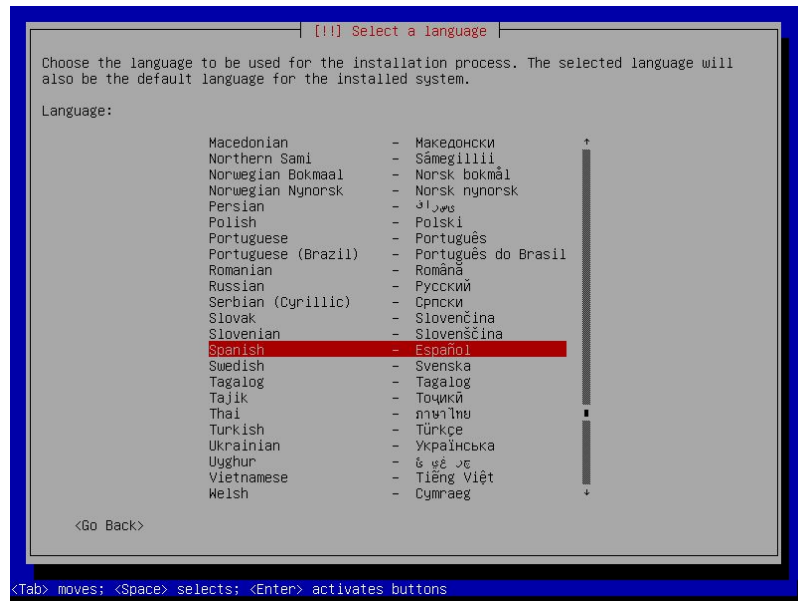 [!!] Select a language
Choose the language to be used for the installation process. The selected language will
also be the default language for the installed system.
Language:
Macedonian - Македонски
Northern Sami - Sámegillii
Norwegian Bokmaal - Norsk bokmål
Norwegian Nynorsk - Norsk nynorsk
Persian -
Polish - Polski
Portuguese - Português
Portuguese (Brazil) - Português do Brasil
Romanian - Română
Russian - Русский
Serbian (Cyrillic) - Српски
Slovak - Slovenčina
Slovenian - Slovenščina
Spanish - Español
Swedish - Svenska
Tagalog - Tagalog
Tajik - Тоҷикӣ
Thai - ภาษาไทย
Turkish - Türkçe
Ukrainian - Українська
Uyghur -
Vietnamese - Tiếng Việt
Welsh - Cymraeg
<Go Back>
<Tab> moves; <Space> selects; <Enter> activates buttons